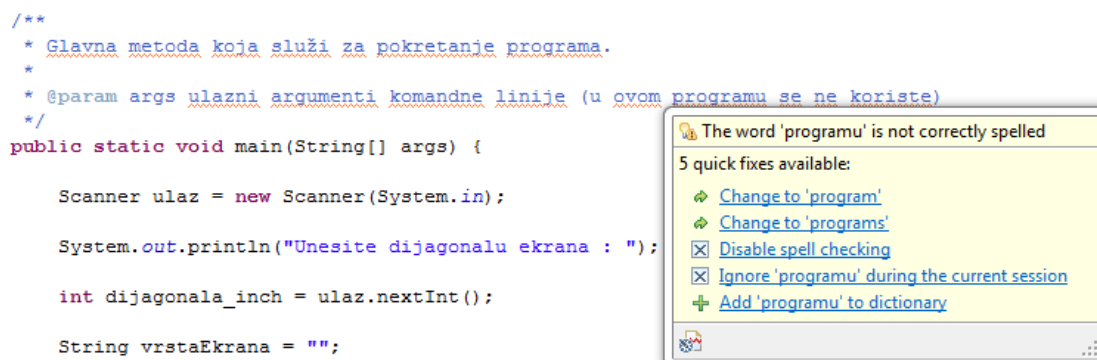 /**
* Glavna metoda koja služi za pokretanje programa.
*
* @param args ulazni argumenti komandne linije (u ovom programu se ne koriste)
*/
public static void main(String[] args) {
Scanner ulaz = new Scanner(System.in);
System.out.println("Unesite dijagonalu ekrana : ");
int dijagonala_inch = ulaz.nextInt();
String vrstaEkrana = "";
The word 'programu' is not correctly spelled
5 quick fixes available:
Change to 'program'
Change to 'programs'
Disable spell checking
Ignore 'programu' during the current session
Add 'programu' to dictionary